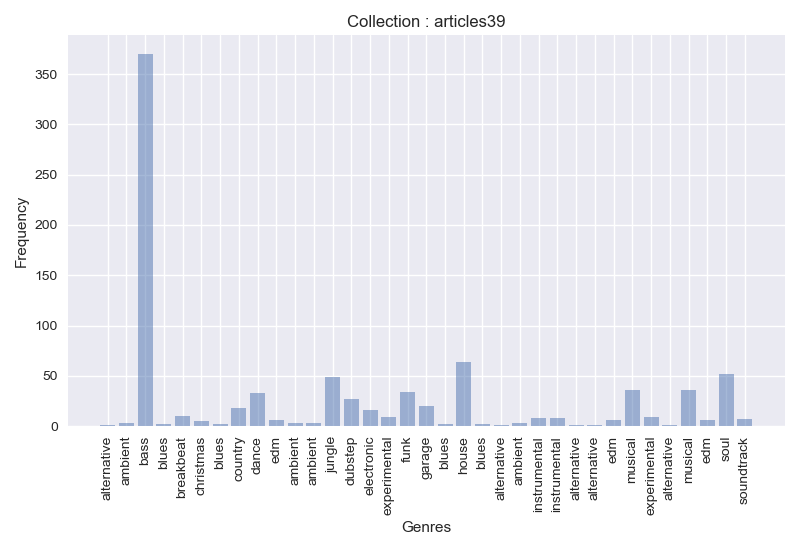 Collection : articles39
350
300
250
200
150
100
50
0
Frequency
alternative
ambient
bass
blues
breakbeat
christmas
blues
country
dance
edm
ambient
ambient
jungle
dubstep
electronic
experimental
funk
garage
blues
house
blues
alternative
ambient
instrumental
instrumental
alternative
alternative
edm
musical
experimental
alternative
musical
edm
soul
soundtrack
Genres